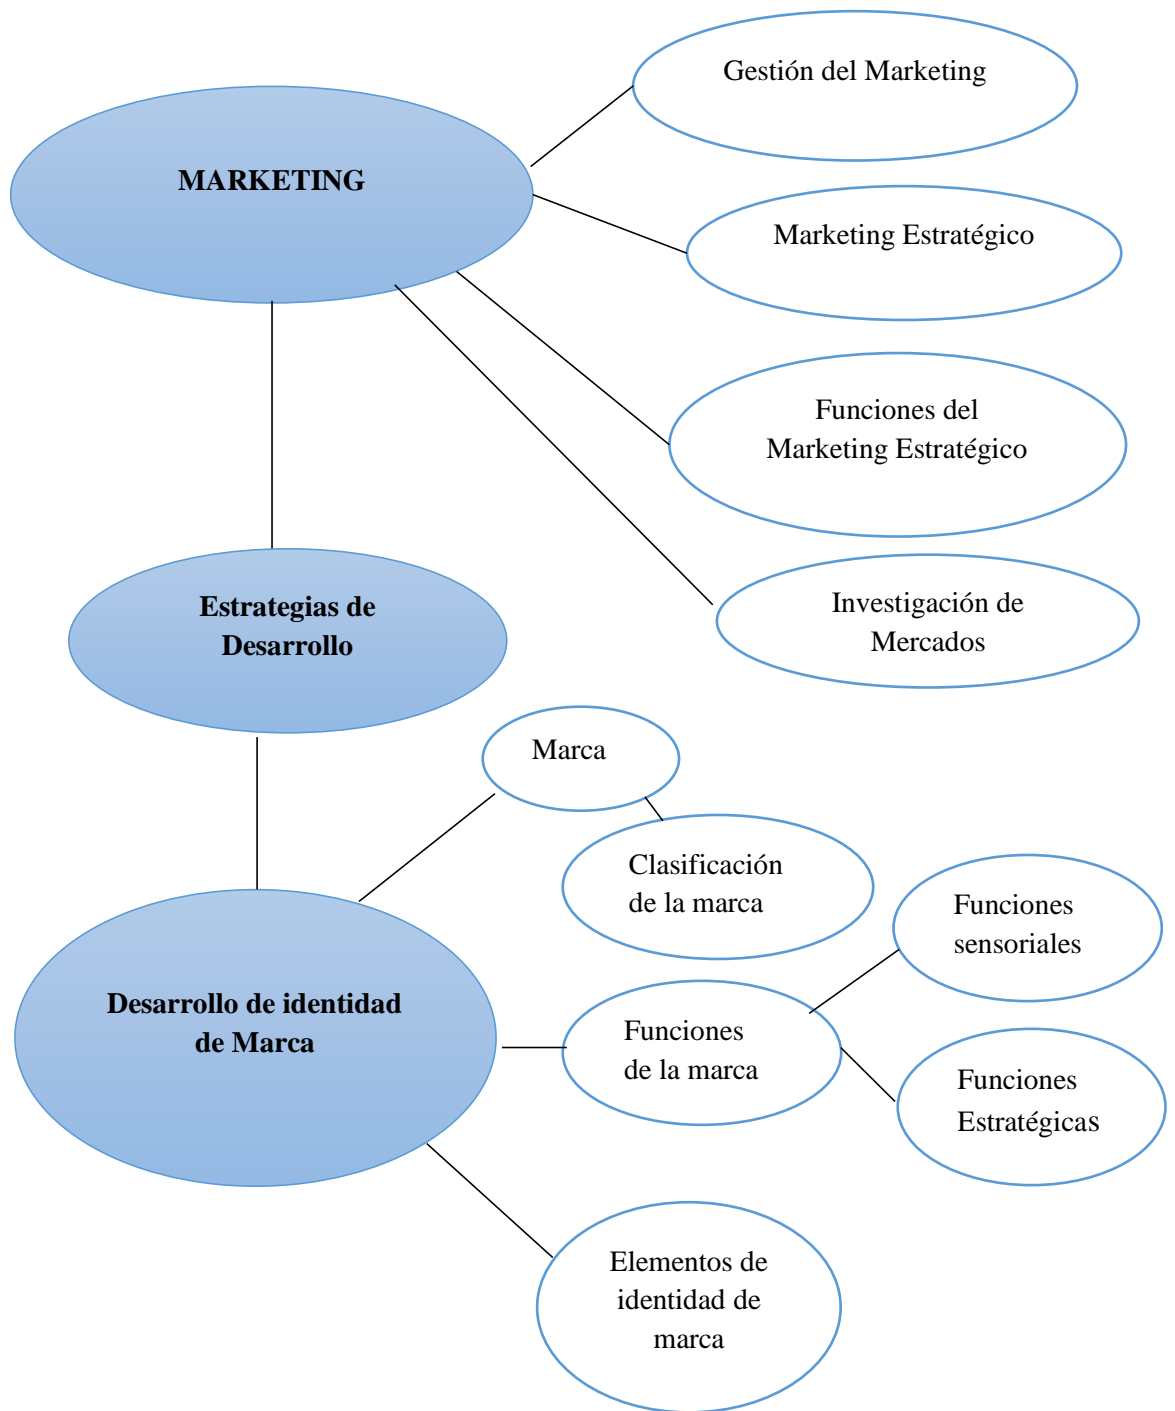 Gestión del Marketing
MARKETING
Marketing Estratégico
Funciones del
Marketing Estratégico
Investigación de
Mercados
Estrategias de
Desarrollo
Marca
Clasificación
de la marca
Funciones
sensoriales
Desarrollo de identidad
de Marca
Funciones
de la marca
Funciones
Estratégicas
Elementos de
identidad de
marca